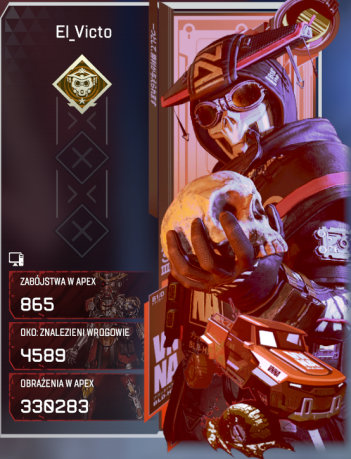 El_Victo
ZABÓJSTWA W APEX
865
OKO: ZNALEZIENI WROGOWIE
4589
OBRAŻENIA W APEX
330283